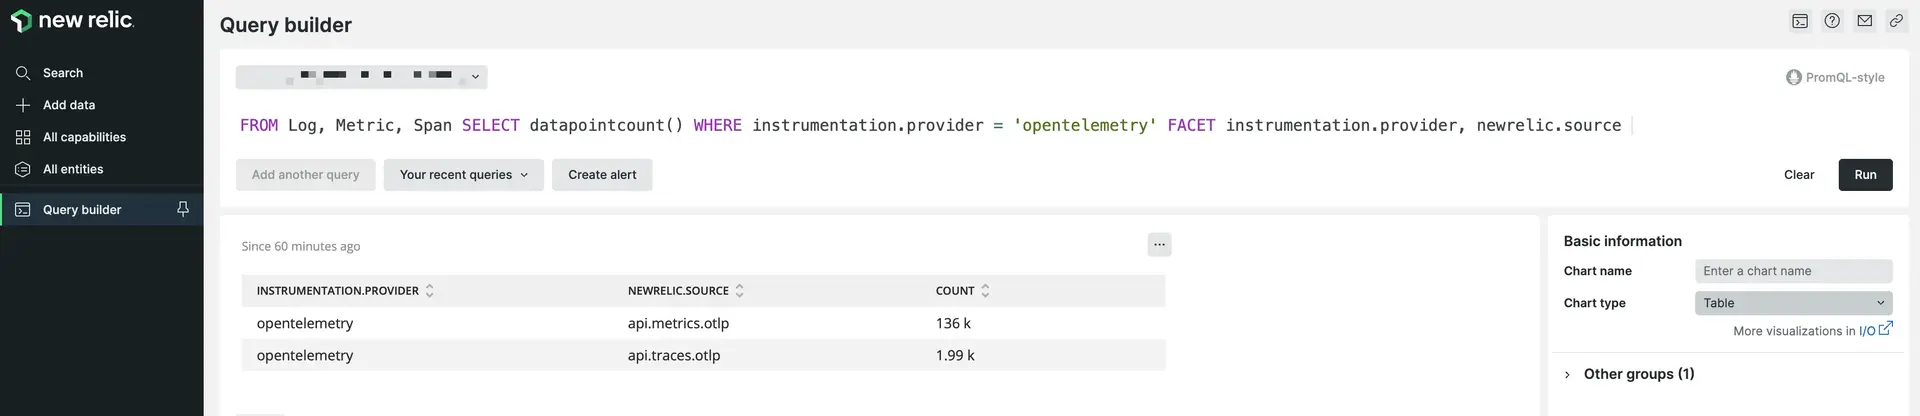 new relic.
Search
Add data
All capabilities
All entities
Query builder
Query builder
PromQL-style
FROM Log, Metric, Span SELECT datapointcount() WHERE instrumentation.provider = 'opentelemetry' FACET instrumentation.provider, newrelic.source
Add another query Your recent queries Create alert Clear Run
Since 60 minutes ago ...
INSTRUMENTATION.PROVIDER NEWRELIC.SOURCE COUNT
opentelemetry api.metrics.otlp 136 k
opentelemetry api.traces.otlp 1.99 k
Basic information
Chart name Enter a chart name
Chart type Table
More visualizations in I/O
Other groups (1)